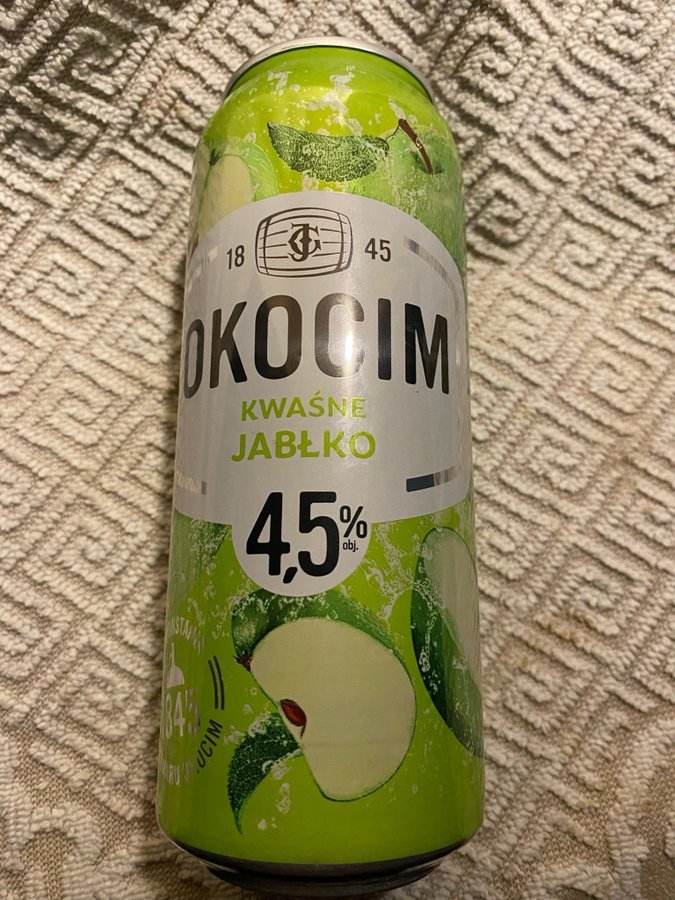 18 45
OKOCIM
KWAŚNE
JABŁKO
4,5%
obj.